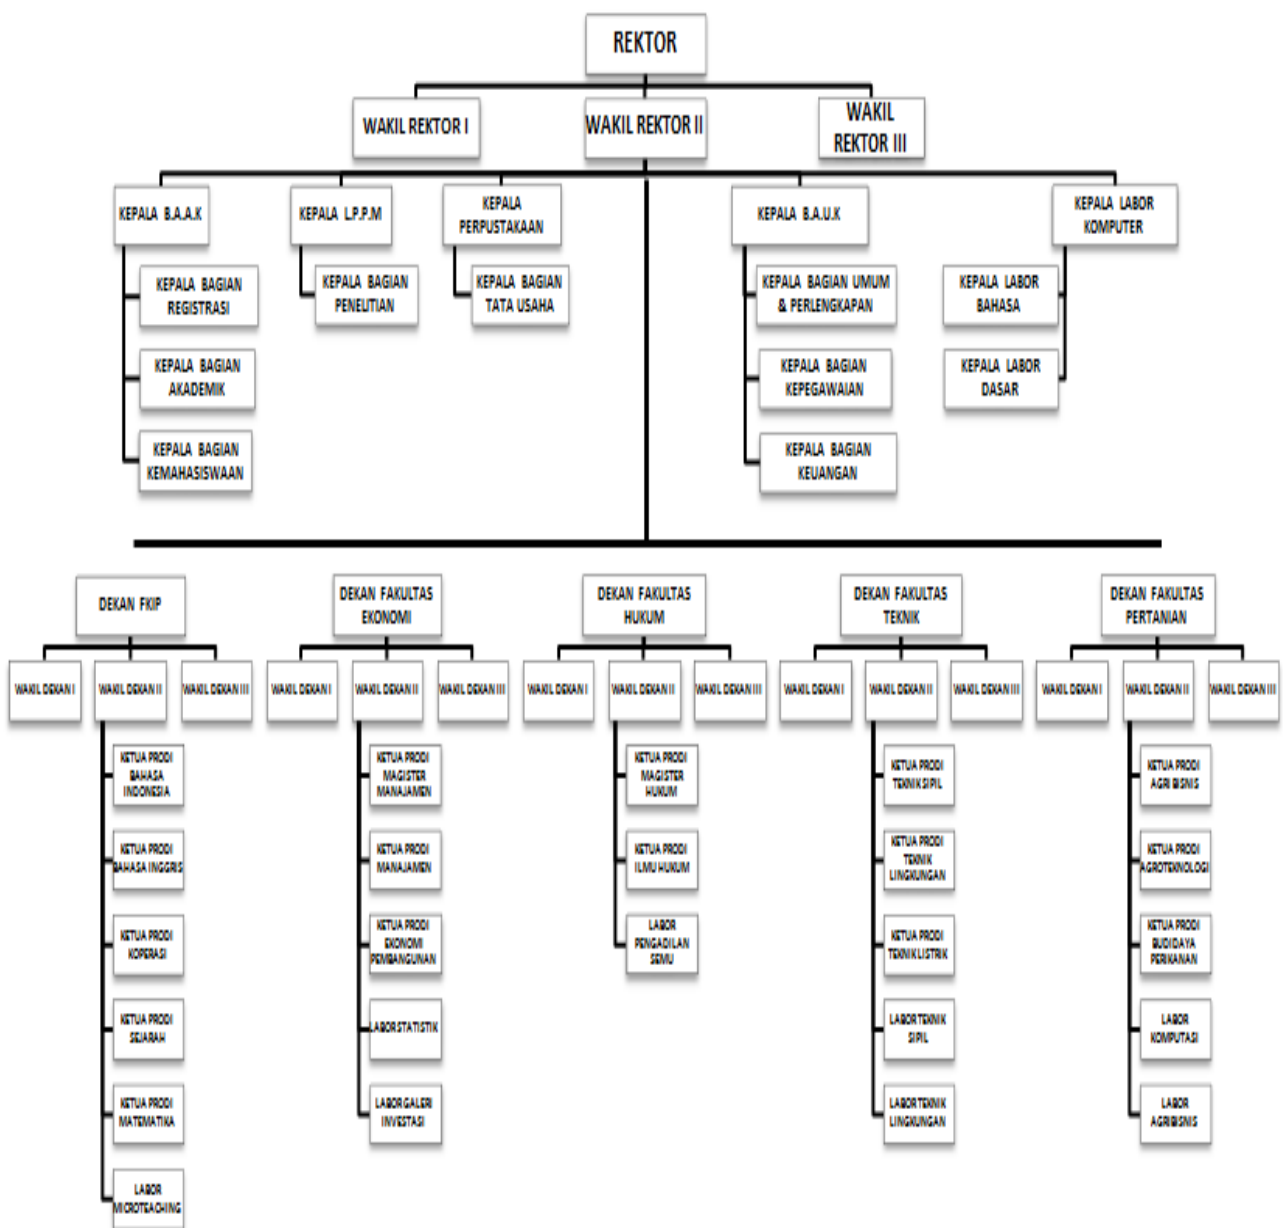 REKTOR
WAKIL REKTOR I
WAKIL REKTOR II
WAKIL
REKTOR III
KEPALA B.A.A.K
KEPALA L.P.P.M
KEPALA
PERPUSTAKAAN
KEPALA B.A.U.K
KEPALA LABOR
KOMPUTER
KEPALA BAGIAN
REGISTRASI
KEPALA BAGIAN
PENELITIAN
KEPALA BAGIAN
TATA USAHA
KEPALA BAGIAN UMUM
& PERLENGKAPAN
KEPALA LABOR
BAHASA
KEPALA BAGIAN
AKADEMIK
KEPALA BAGIAN
KEPEGAWAIAN
KEPALA LABOR
DASAR
KEPALA BAGIAN
KEMAHASISWAAN
KEPALA BAGIAN
KEUANGAN
DEKAN FKIP
DEKAN FAKULTAS
EKONOMI
DEKAN FAKULTAS
HUKUM
DEKAN FAKULTAS
TEKNIK
DEKAN FAKULTAS
PERTANIAN
WAKIL DEKAN I
WAKIL DEKAN II
WAKIL DEKAN III
WAKIL DEKAN I
WAKIL DEKAN II
WAKIL DEKAN III
WAKIL DEKAN I
WAKIL DEKAN II
WAKIL DEKAN III
WAKIL DEKAN I
WAKIL DEKAN II
WAKIL DEKAN III
WAKIL DEKAN I
WAKIL DEKAN II
WAKIL DEKAN III
KETUA PRODI
BAHASA
INDONESIA
KETUA PRODI
MAGISTER
MANAJAMEN
KETUA PRODI
MAGISTER
HUKUM
KETUA PRODI
TEKNIK SIPIL
KETUA PRODI
AGRI BISNIS
KETUA PRODI
BAHASA INGGRIS
KETUA PRODI
MANAJAMEN
KETUA PRODI
ILMU HUKUM
KETUA PRODI
TEKNIK
LINGKUNGAN
KETUA PRODI
AGROTEKNOLOGI
KETUA PRODI
KOPERASI
KETUA PRODI
EKONOMI
PEMBANGUNAN
LABOR
PENGADILAN
SEMU
KETUA PRODI
TEKNIK LISTRIK
KETUA PRODI
BUDIDAYA
PERIKANAN
KETUA PRODI
SEJARAH
LABOR STATISTIK
LABOR TEKNIK
SIPIL
LABOR
KOMPUTASI
KETUA PRODI
MATEMATIKA
LABOR GALERI
INVESTASI
LABOR TEKNIK
LINGKUNGAN
LABOR
AGRIBISNIS
LABOR
MICROTEACHING